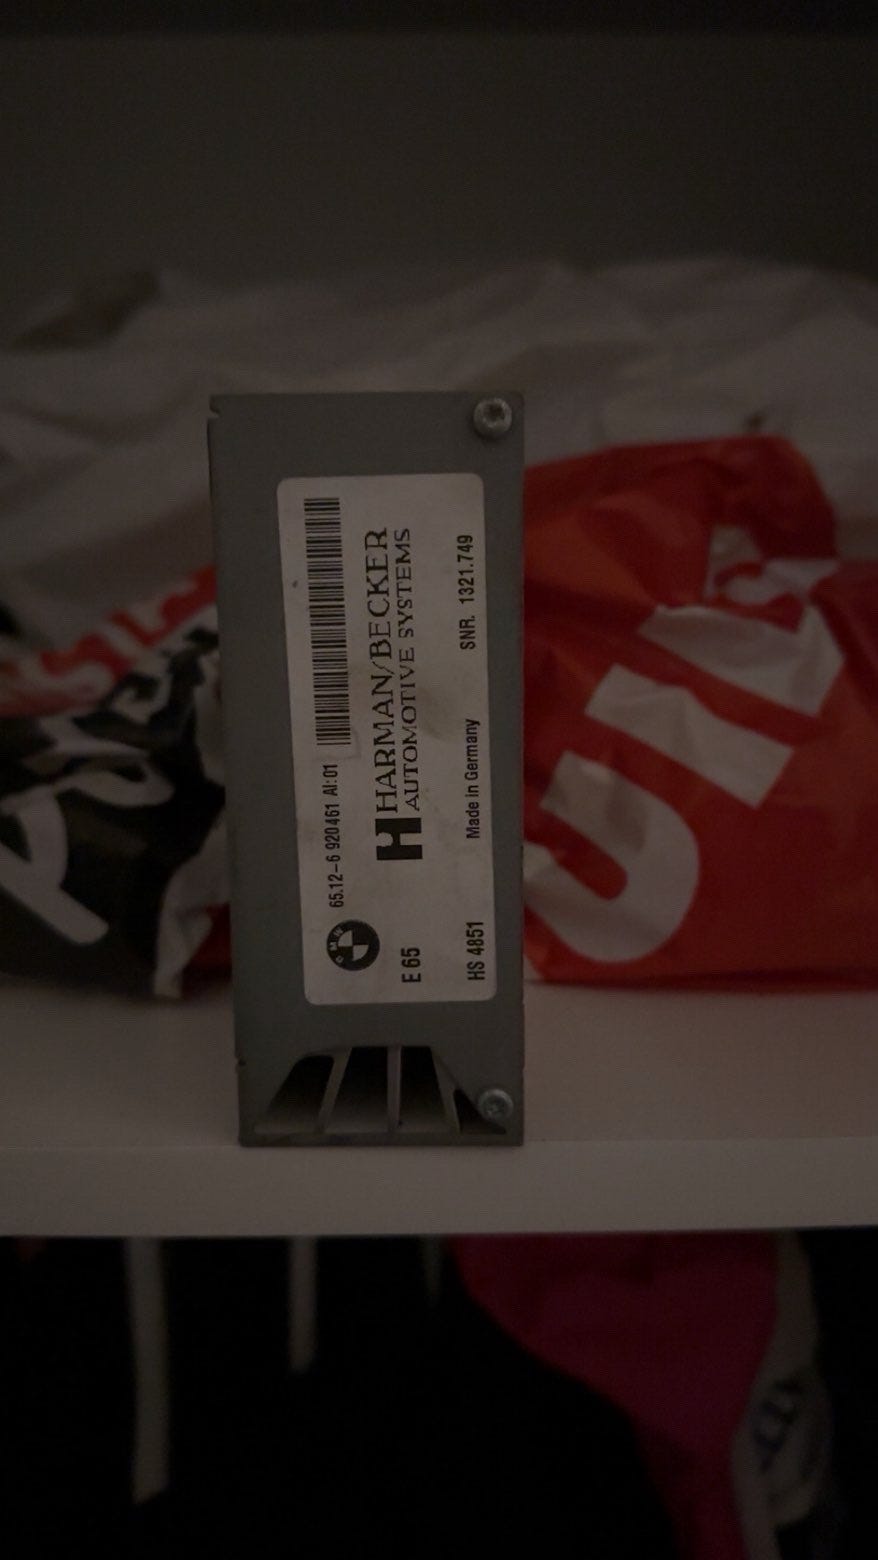 65.12-6 920461 AI:01
BMW
HARMAN/BECKER
AUTOMOTIVE SYSTEMS
E 65
HS 4851 Made in Germany SNR. 1321.749